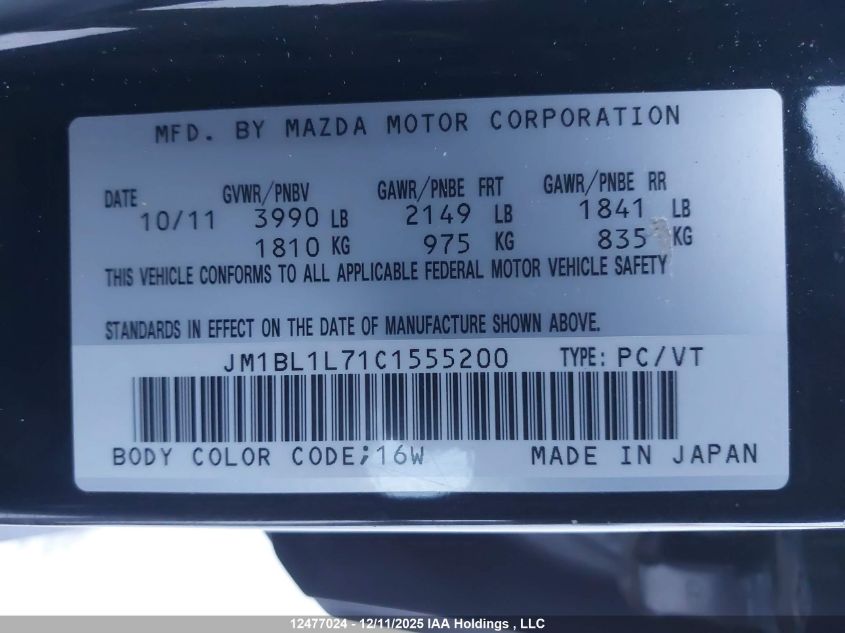 MFD. BY MAZDA MOTOR CORPORATION
DATE GVWR/PNBV GAWR/PNBE FRT GAWR/PNBE RR
10/11 3990 LB 2149 LB 1841 LB
1810 KG 975 KG 835 KG
THIS VEHICLE CONFORMS TO ALL APPLICABLE FEDERAL MOTOR VEHICLE SAFETY
STANDARDS IN EFFECT ON THE DATE OF MANUFACTURE SHOWN ABOVE.
JM1BL1L71C1555200 TYPE: PC/VT
BODY COLOR CODE;16W MADE IN JAPAN
12477024 - 12/11/2025 IAA Holdings , LLC